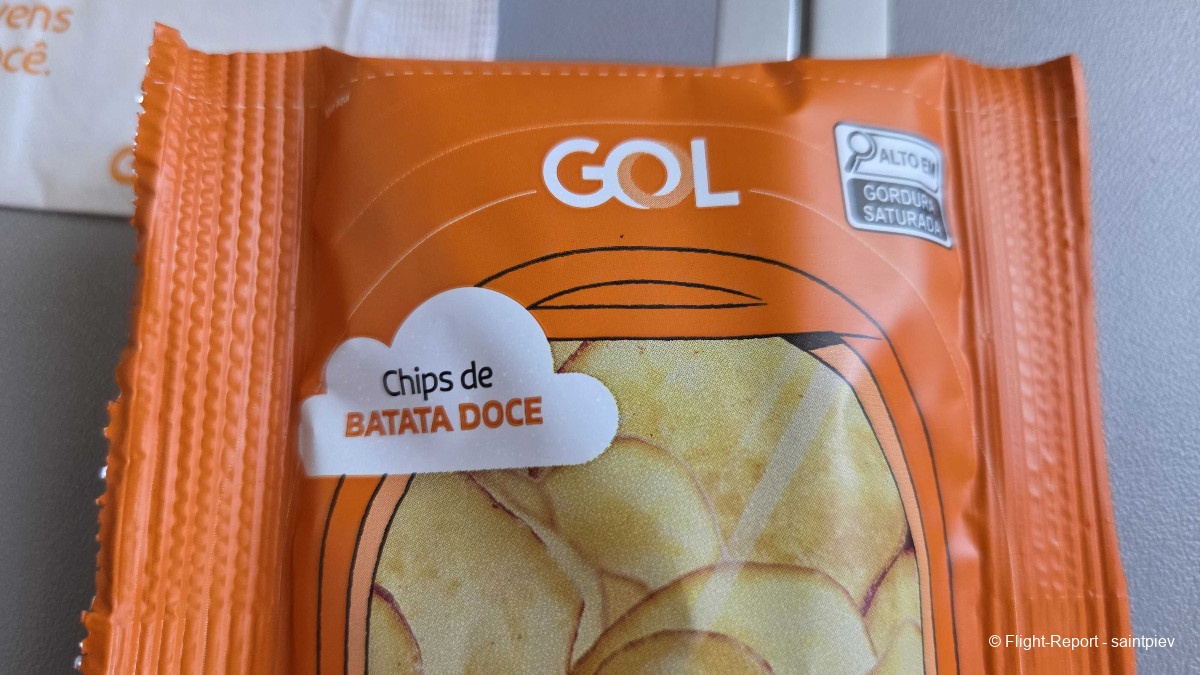 vens
ocê.
GOL
ALTO EM
GORDURA
SATURADA
Chips de
BATATA DOCE
© Flight-Report - saintpiev